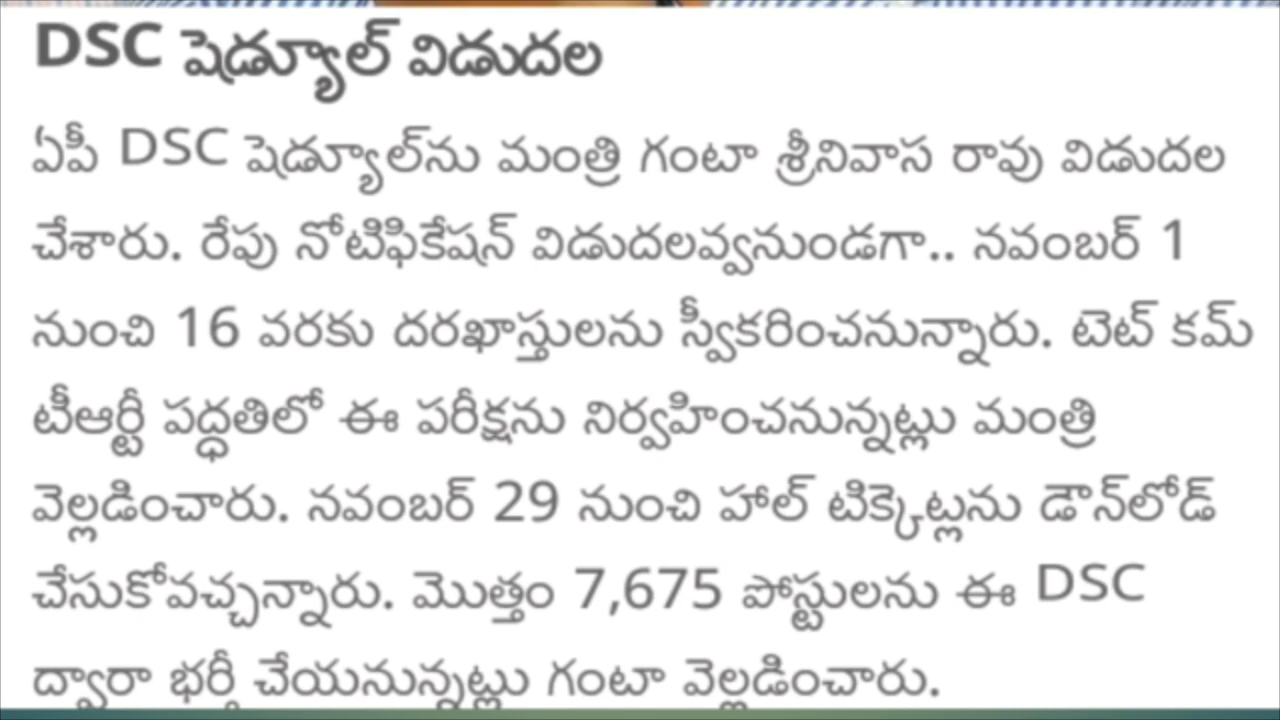 DSC షెడ్యూల్ విడుదల
ఏపీ DSC షెడ్యూల్‌ను మంత్రి గంటా శ్రీనివాస రావు విడుదల
చేశారు. రేపు నోటిఫికేషన్ విడుదలవ్వనుండగా.. నవంబర్ 1
నుంచి 16 వరకు దరఖాస్తులను స్వీకరించనున్నారు. టెట్ కమ్
టీఆర్టీ పద్ధతిలో ఈ పరీక్షను నిర్వహించనున్నట్లు మంత్రి
వెల్లడించారు. నవంబర్ 29 నుంచి హాల్ టిక్కెట్లను డౌన్‌లోడ్
చేసుకోవచ్చన్నారు. మొత్తం 7,675 పోస్టులను ఈ DSC
ద్వారా భర్తీ చేయనున్నట్లు గంటా వెల్లడించారు.